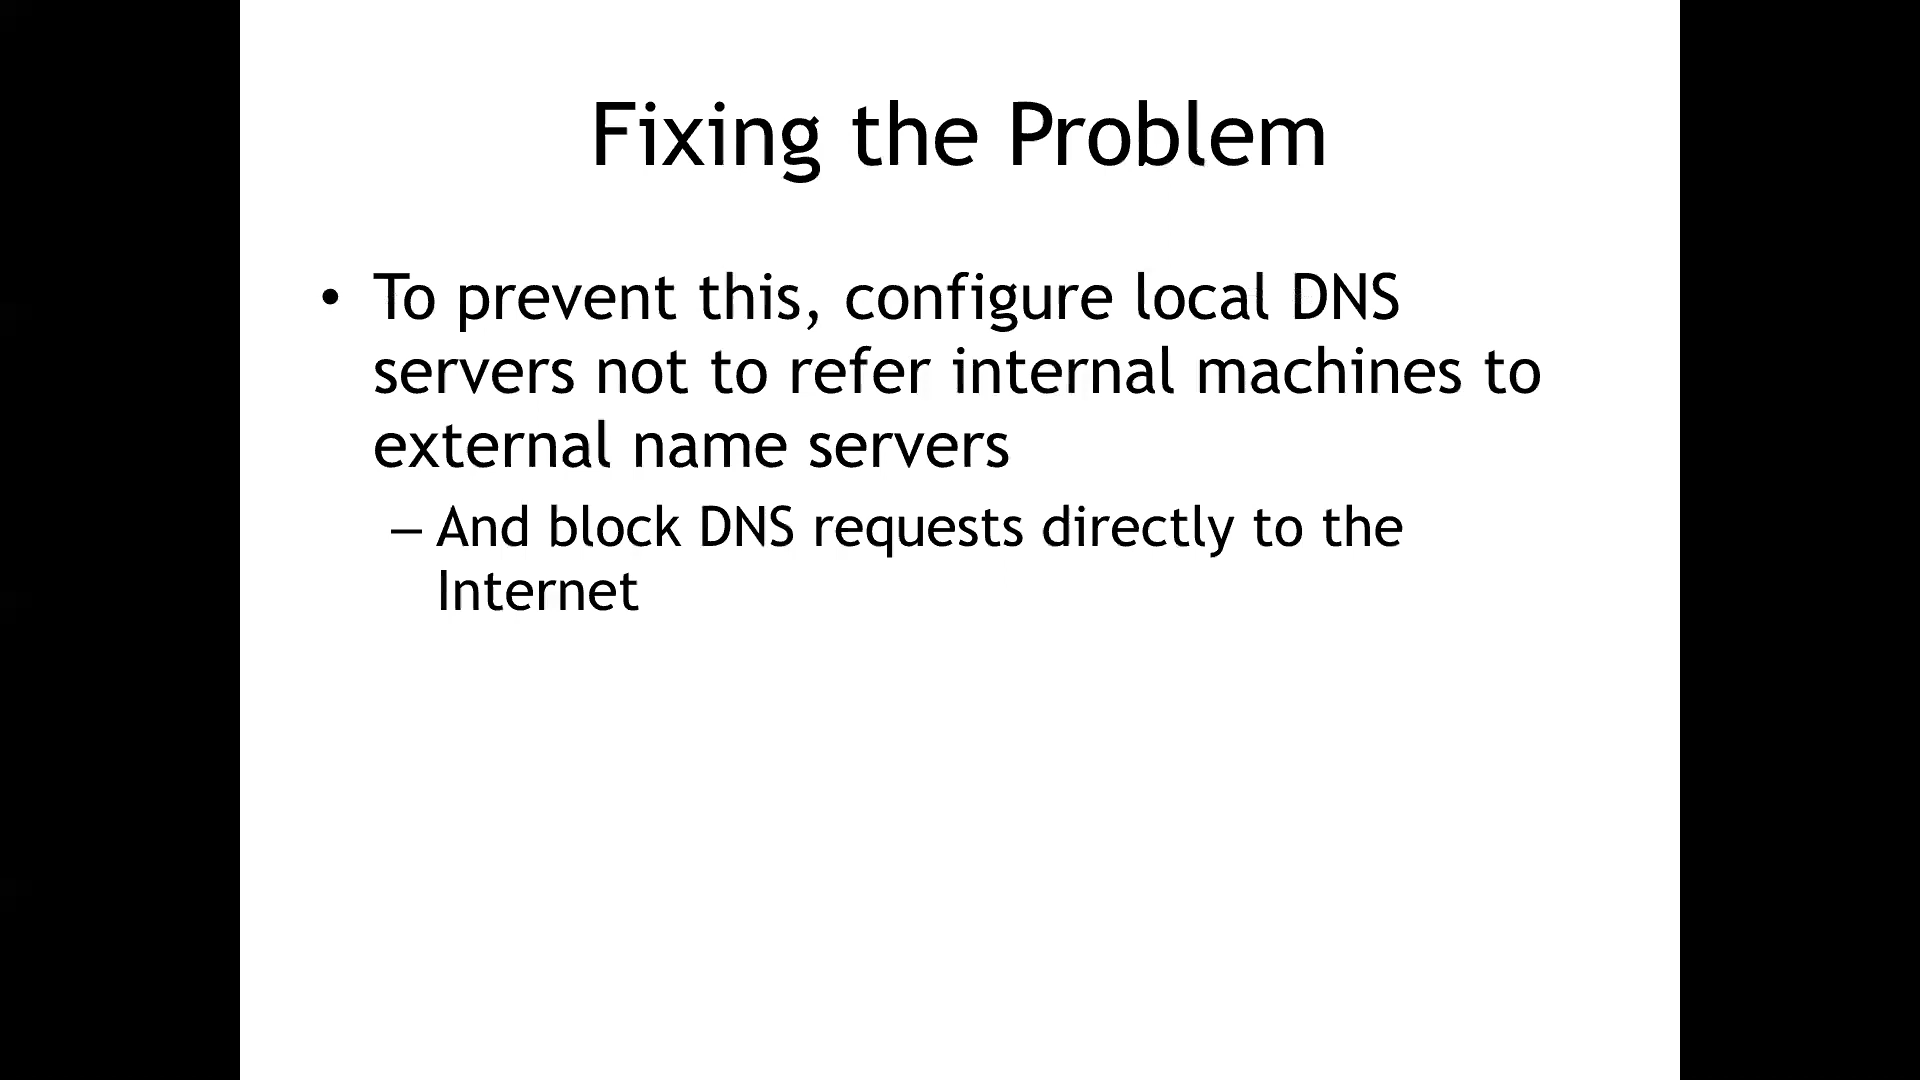 Fixing the Problem
• To prevent this, configure local DNS
servers not to refer internal machines to
external name servers
– And block DNS requests directly to the
Internet